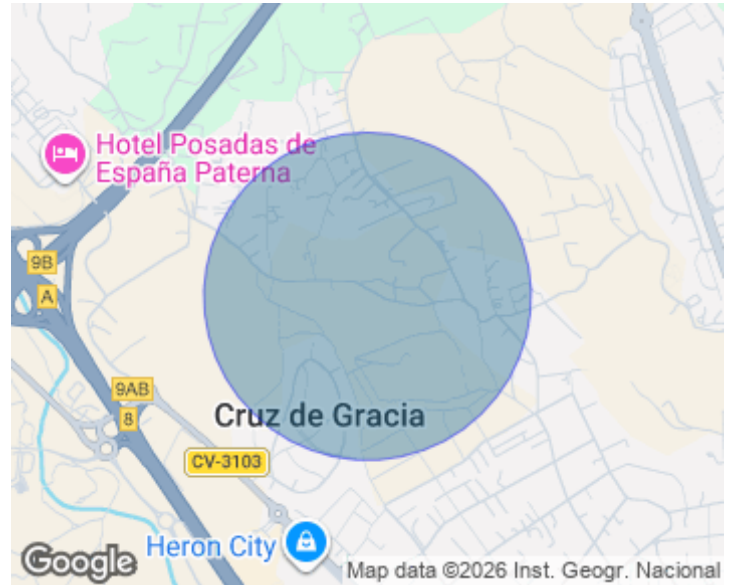 Hotel Posadas de
España Paterna
9B
A
9AB
8
Cruz de Gracia
CV-3103
Heron City
Google
Map data ©2026 Inst. Geogr. Nacional